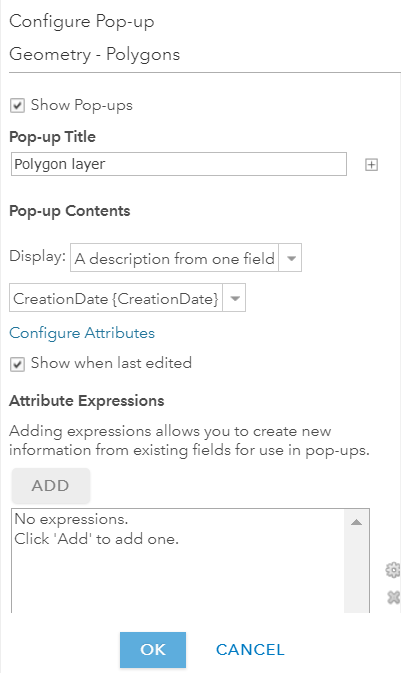 Configure Pop-up
Geometry - Polygons
Show Pop-ups
Pop-up Title
Polygon layer
Pop-up Contents
Display: A description from one field
CreationDate {CreationDate}
Configure Attributes
Show when last edited
Attribute Expressions
Adding expressions allows you to create new
information from existing fields for use in pop-ups.
ADD
No expressions.
Click 'Add' to add one.
OK CANCEL